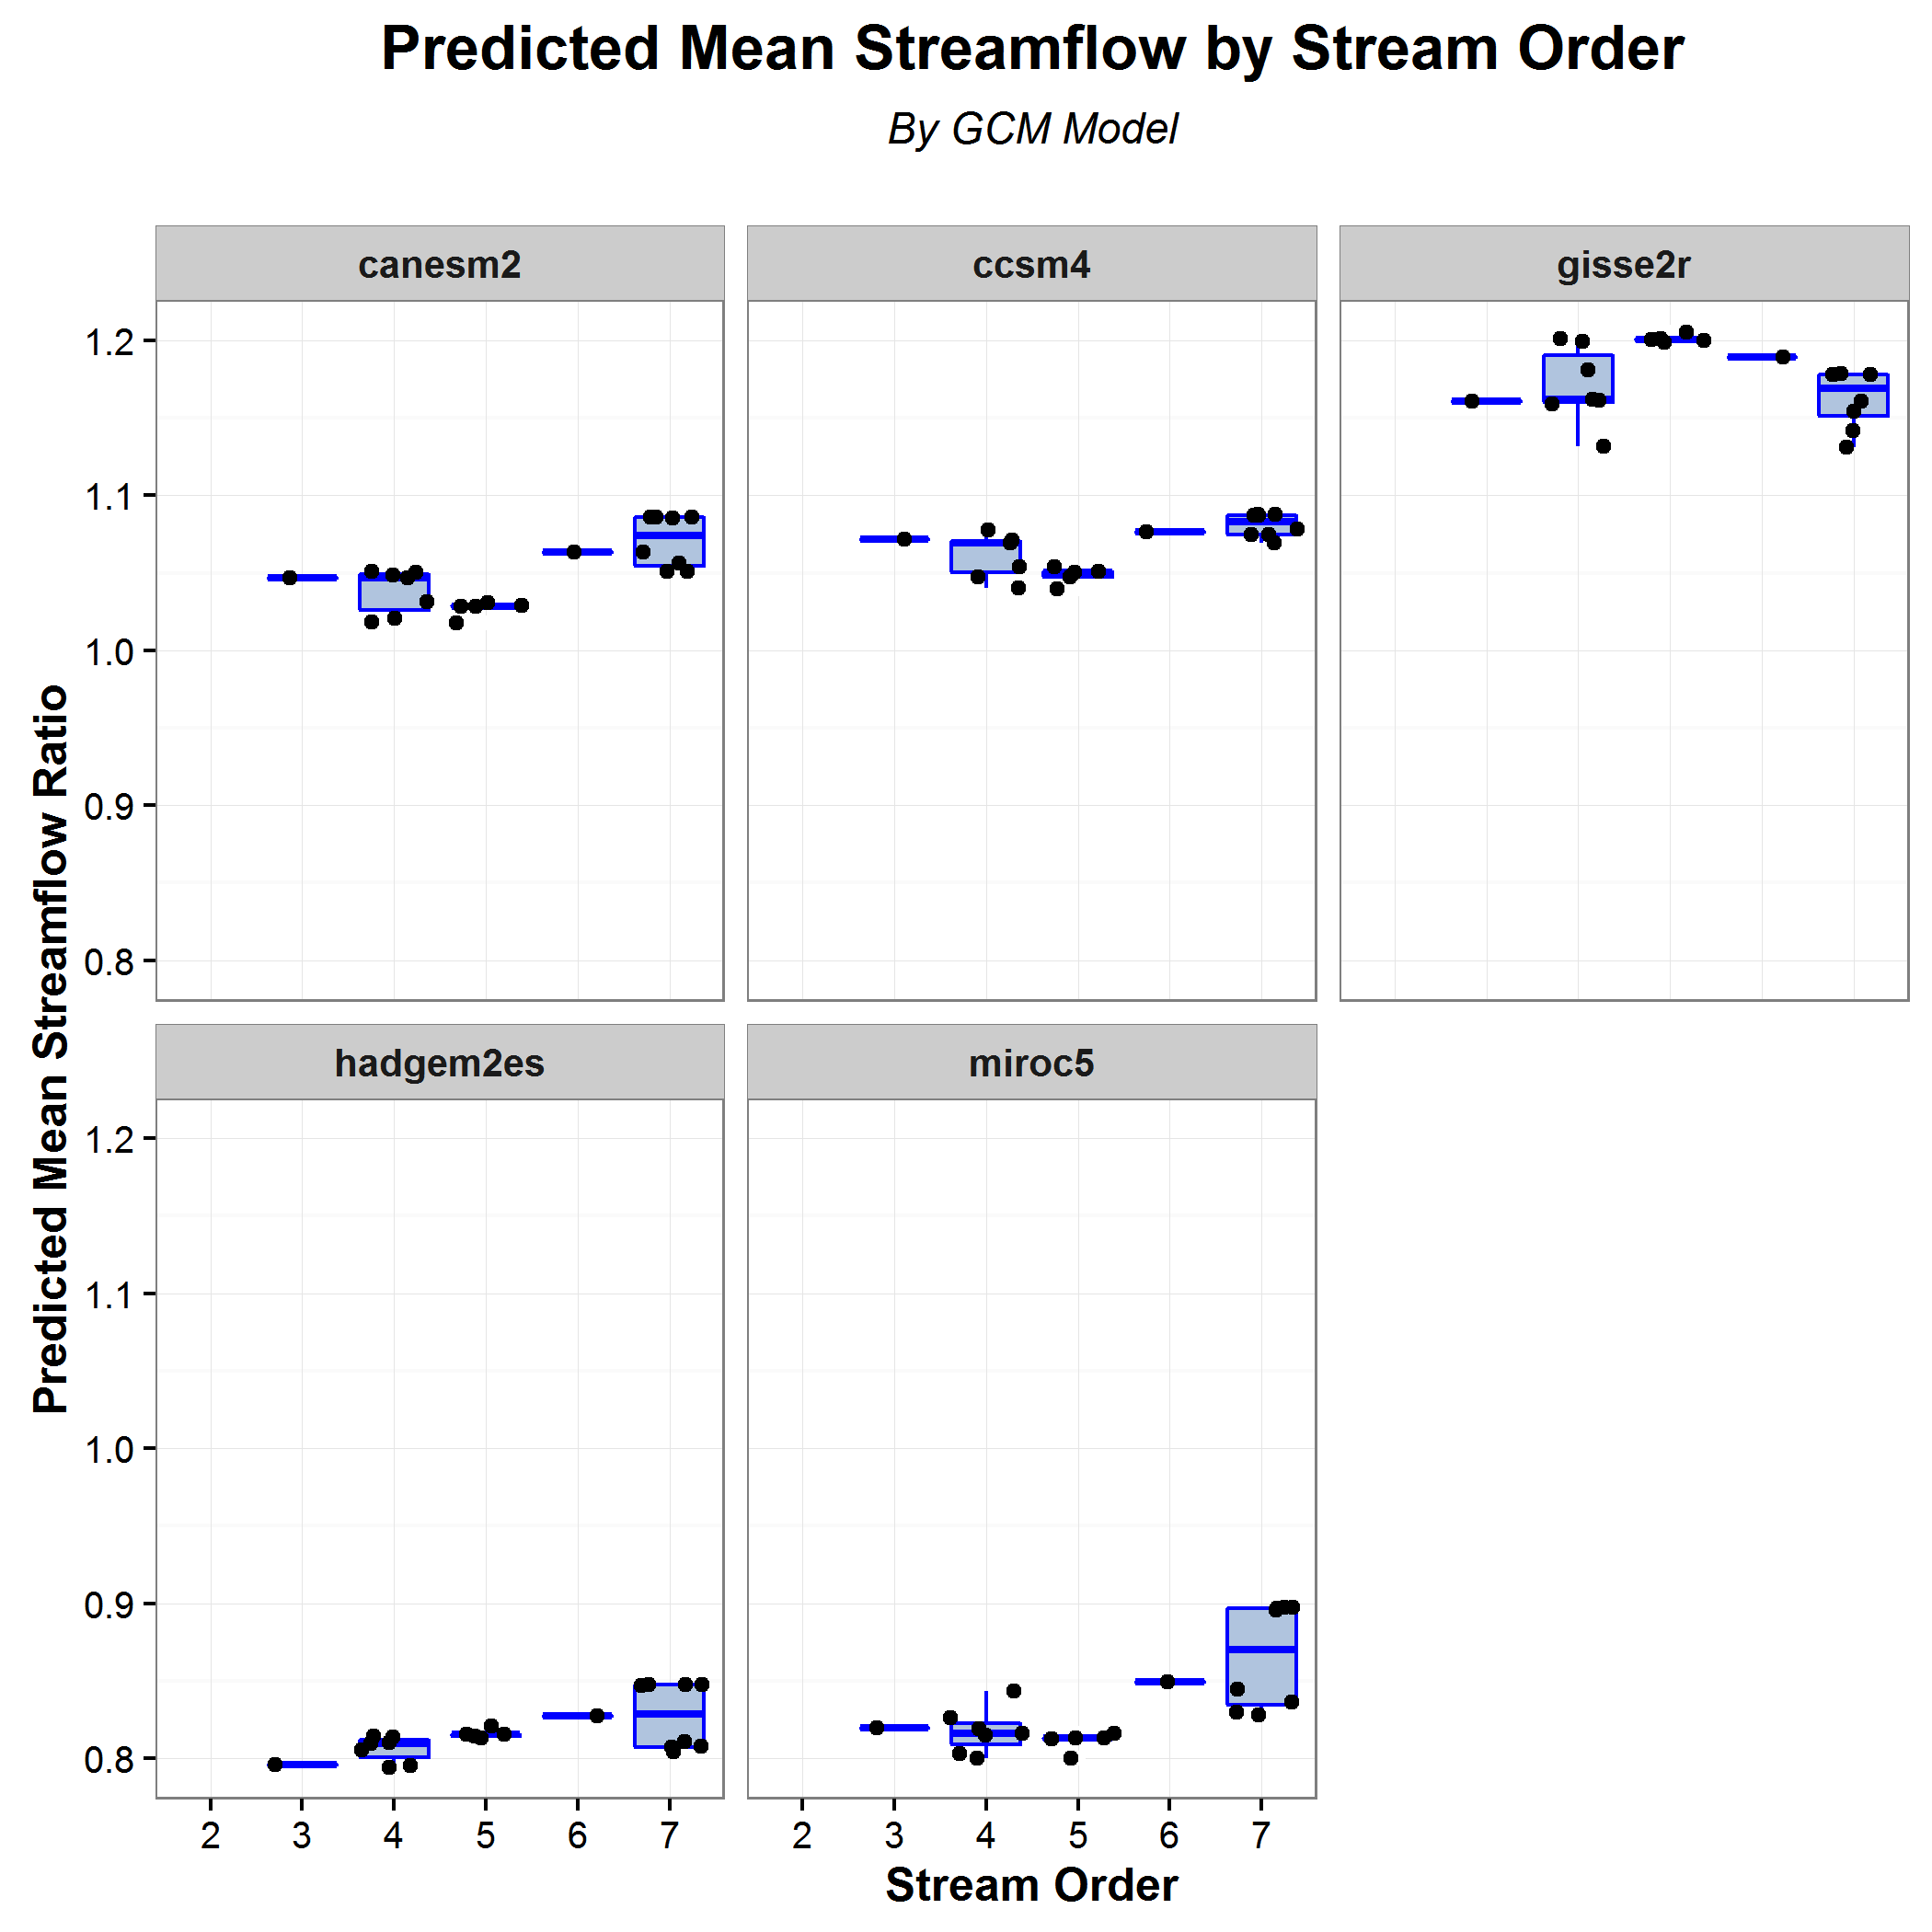 Predicted Mean Streamflow by Stream Order
By GCM Model
canesm2
ccsm4
gisse2r
1.2
1.1
1.0
0.9
0.8
Predicted Mean Streamflow Ratio
hadgem2es
miroc5
1.2
1.1
1.0
0.9
0.8
2 3 4 5 6 7
2 3 4 5 6 7
Stream Order